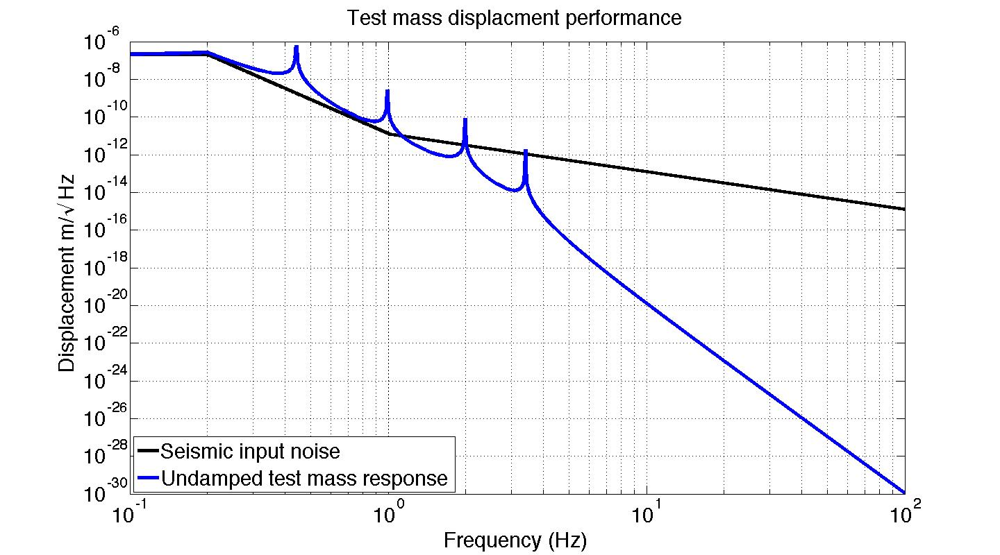 Test mass displacment performance
Displacement m/√Hz
10^-6
10^-8
10^-10
10^-12
10^-14
10^-16
10^-18
10^-20
10^-22
10^-24
10^-26
10^-28
10^-30
Seismic input noise
Undamped test mass response
10^-1 10^0 10^1 10^2
Frequency (Hz)